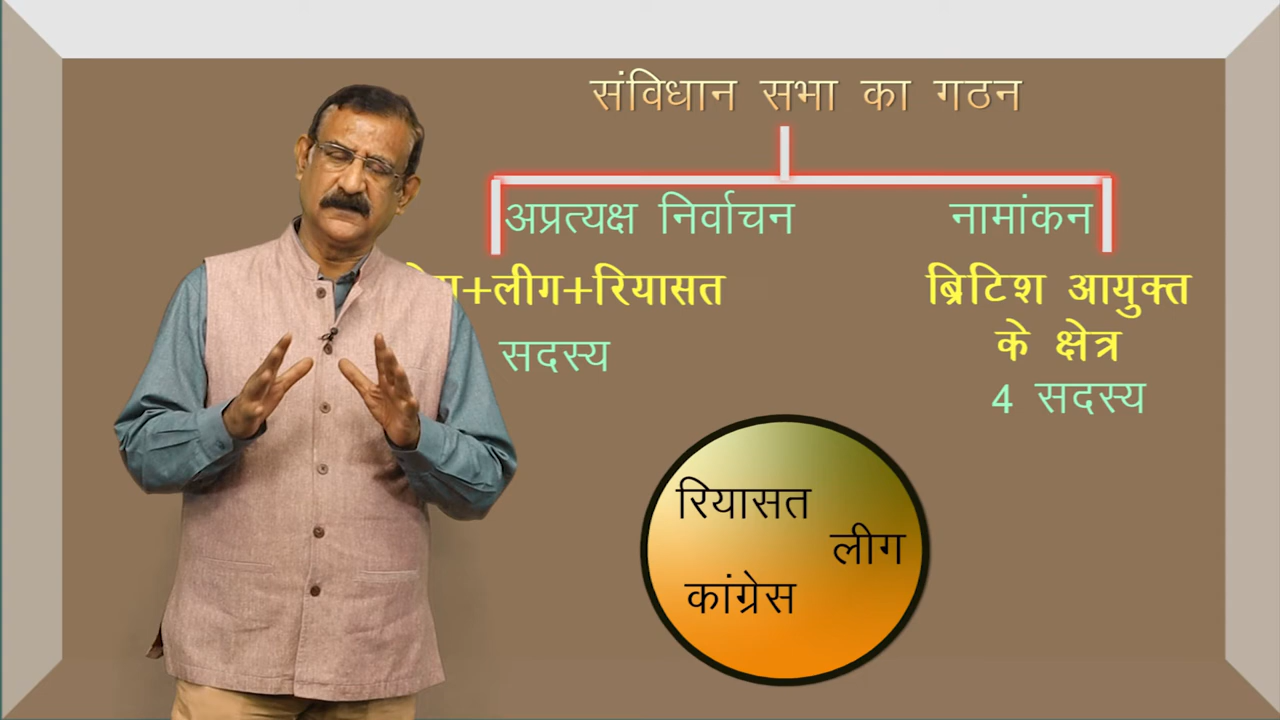 संविधान सभा का गठन
अप्रत्यक्ष निर्वाचन
नामांकन
+लीग+रियासत
ब्रिटिश आयुक्त
के क्षेत्र
सदस्य
4 सदस्य
रियासत
लीग
कांग्रेस